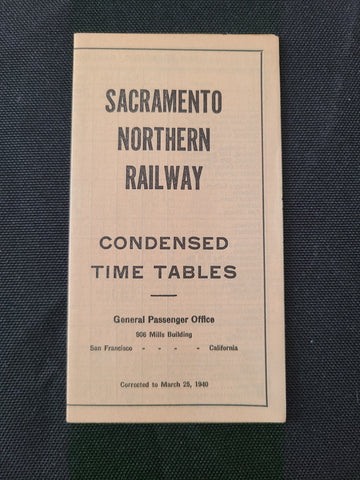 SACRAMENTO
NORTHERN
RAILWAY
CONDENSED
TIME TABLES
General Passenger Office
906 Mills Building
San Francisco - - - - California
Corrected to March 25, 1940